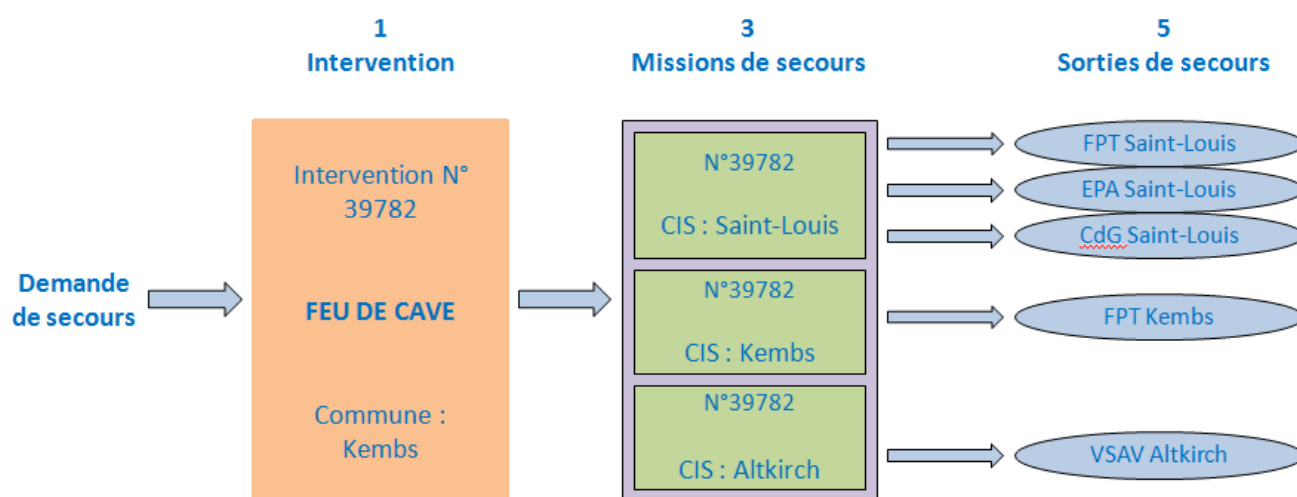 1
Intervention
3
Missions de secours
5
Sorties de secours
Demande
de secours
Intervention N°
39782
FEU DE CAVE
Commune :
Kembs
N°39782
CIS : Saint-Louis
N°39782
CIS : Kembs
N°39782
CIS : Altkirch
FPT Saint-Louis
EPA Saint-Louis
CdG Saint-Louis
FPT Kembs
VSAV Altkirch